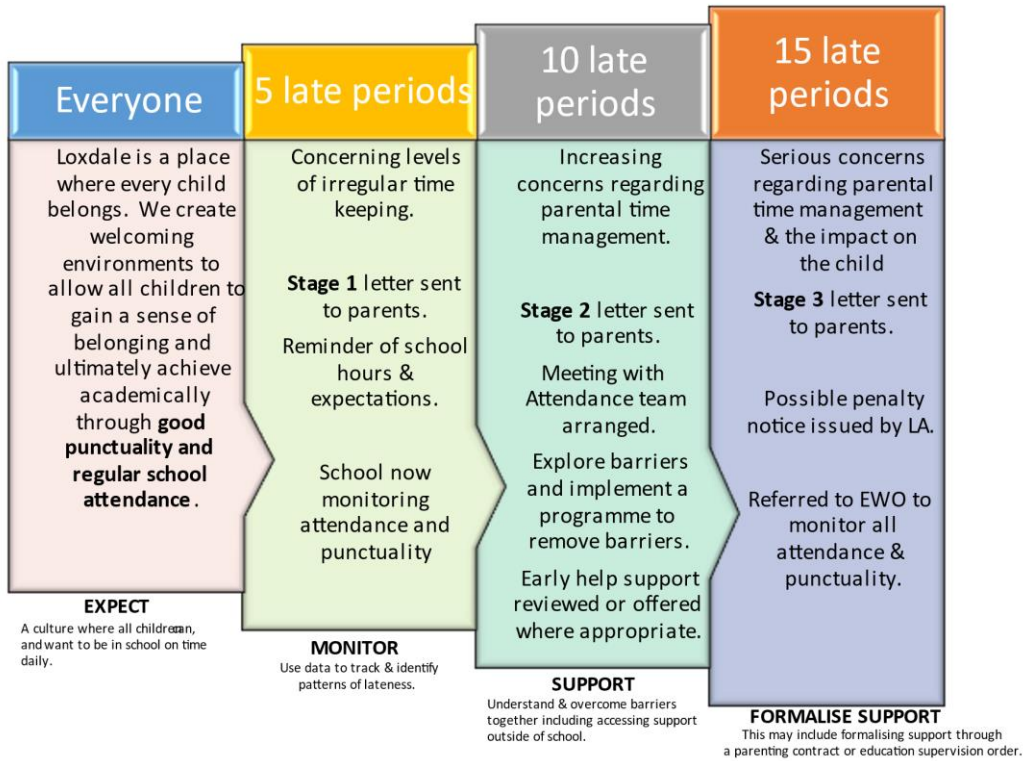 Everyone
Loxdale is a place
where every child
belongs. We create
welcoming
environments to
allow all children to
gain a sense of
belonging and
ultimately achieve
academically
through good
punctuality and
regular school
attendance.
EXPECT
A culture where all children can,
and want to be in school on time
daily.
5 late periods
Concerning levels
of irregular time
keeping.
Stage 1 letter sent
to parents.
Reminder of school
hours &
expectations.
School now
monitoring
attendance and
punctuality
MONITOR
Use data to track & identify
patterns of lateness.
10 late
periods
Increasing
concerns regarding
parental time
management.
Stage 2 letter sent
to parents.
Meeting with
Attendance team
arranged.
Explore barriers
and implement a
programme to
remove barriers.
Early help support
reviewed or offered
where appropriate.
SUPPORT
Understand & overcome barriers
together including accessing support
outside of school.
15 late
periods
Serious concerns
regarding parental
time management
& the impact on
the child
Stage 3 letter sent
to parents.
Possible penalty
notice issued by LA.
Referred to EWO to
monitor all
attendance &
punctuality.
FORMALISE SUPPORT
This may include formalising support through
a parenting contract or education supervision order.